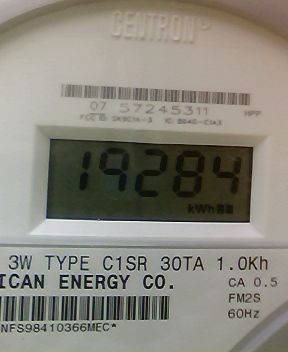 CENTRON®
07 57245311 HPP
19284
kWh
3W TYPE C1SR 30TA 1.0Kh
ICAN ENERGY CO. CA 0.5
FM2S
NFS98410366MEC* 60Hz